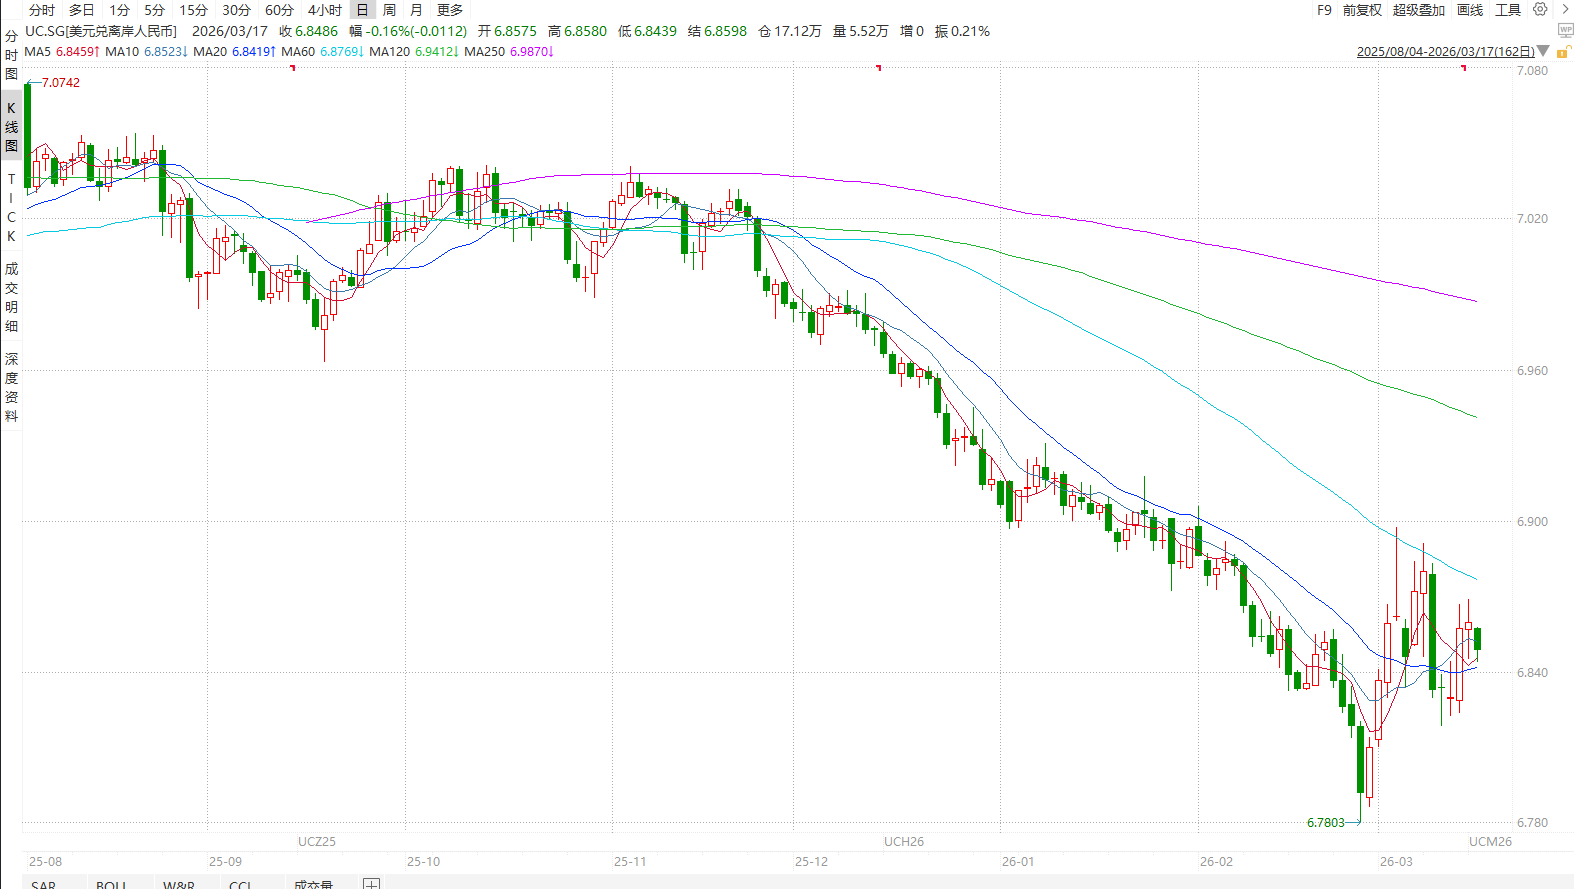 分时 多日 1分 5分 15分 30分 60分 4小时 日 周 月 更多 F9 前复权 超级叠加 画线 工具
UC.SG[美元兑离岸人民币] 2026/03/17 收 6.8486 幅 -0.16%(-0.0112) 开 6.8575 高 6.8580 低 6.8439 结 6.8598 仓 17.12万 量 5.52万 增 0 振 0.21%
WP
MA5 6.8459↑ MA10 6.8523↓ MA20 6.8419↑ MA60 6.8769↓ MA120 6.9412↓ MA250 6.9870↓ 2025/08/04-2026/03/17(162日)
分时图
K线图
TICK
成交明细
深度资料
7.0742
7.080
7.020
6.960
6.900
6.840
6.780
6.7803
UCZ25 UCH26 UCM26
25-08 25-09 25-10 25-11 25-12 26-01 26-02 26-03
SAR BOLL W&R CCI 成交量